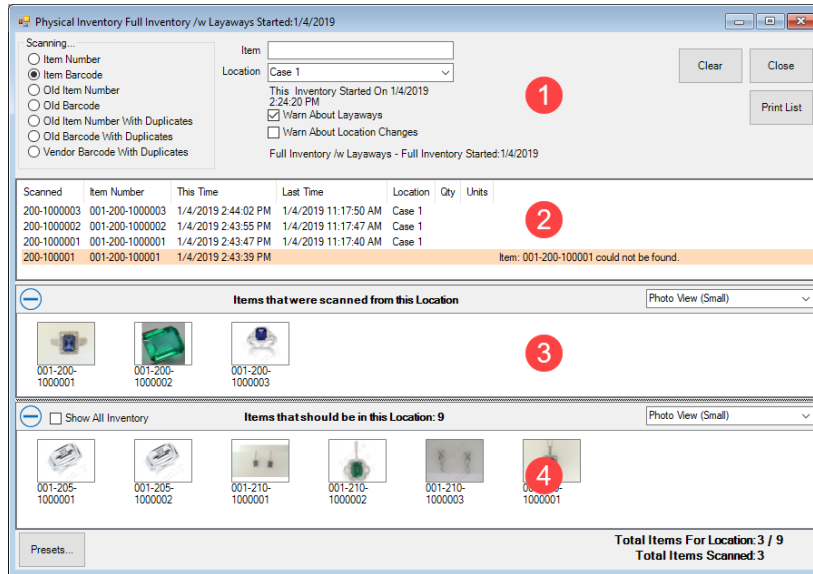 Physical Inventory Full Inventory /w Layaways Started:1/4/2019
Scanning...
Item Number
Item Barcode
Old Item Number
Old Barcode
Old Item Number With Duplicates
Old Barcode With Duplicates
Vendor Barcode With Duplicates
Item
Location Case 1
This Inventory Started On 1/4/2019
2:24:20 PM
Warn About Layaways
Warn About Location Changes
Full Inventory /w Layaways - Full Inventory Started:1/4/2019
1
Clear Close
Print List
Scanned Item Number This Time Last Time Location Qty Units
200-1000003 001-200-1000003 1/4/2019 2:44:02 PM 1/4/2019 11:17:50 AM Case 1
200-1000002 001-200-1000002 1/4/2019 2:43:55 PM 1/4/2019 11:17:47 AM Case 1
200-1000001 001-200-1000001 1/4/2019 2:43:47 PM 1/4/2019 11:17:40 AM Case 1
200-100001 001-200-100001 1/4/2019 2:43:39 PM Item: 001-200-100001 could not be found.
2
Items that were scanned from this Location Photo View (Small)
001-200- 001-200- 001-200-
1000001 1000002 1000003
3
Show All Inventory Items that should be in this Location: 9 Photo View (Small)
001-205- 001-205- 001-210- 001-210- 001-210-
1000001 1000002 1000001 1000002 1000003
4
Presets...
Total Items For Location: 3 / 9
Total Items Scanned: 3